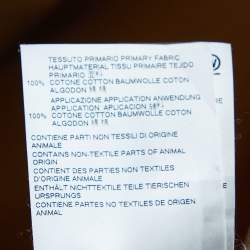 TESSUTO PRIMARIO PRIMARY FABRIC
HAUPTMATERIAL TISSU PRIMAIRE TEJIDO
PRIMARIO
100% COTONE COTTON BAUMWOLLE COTON
ALGODON
APPLICAZIONE APPLICATION ANWENDUNG
APPLICATION APLICACION
100% COTONE COTTON BAUMWOLLE COTON
ALGODON
CONTIENE PARTI NON TESSILI DI ORIGINE
ANIMALE
CONTAINS NON-TEXTILE PARTS OF ANIMAL
ORIGIN
CONTIENT DES PARTIES NON TEXTILES
D'ORIGINE ANIMALE
ENTHÄLT NICHTTEXTILE TEILE TIERISCHEN
URSPRUNGS
CONTIENE PARTES NO TEXTILES DE ORIGEN
ANIMAL